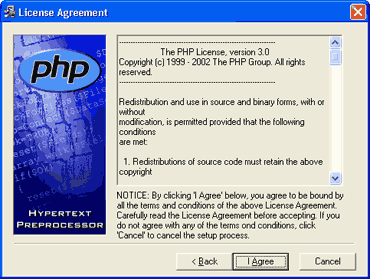 License Agreement
php
HYPERTEXT
PREPROCESSOR
--------------------------------------------------------------------
The PHP License, version 3.0
Copyright (c) 1999 - 2002 The PHP Group. All rights
reserved.
--------------------------------------------------------------------
Redistribution and use in source and binary forms, with or
without
modification, is permitted provided that the following
conditions
are met:
1. Redistributions of source code must retain the above
copyright
NOTICE: By clicking 'I Agree' below, you agree to be bound by
all the terms and conditions of the above License Agreement.
Carefully read the License Agreement before accepting. If you
do not agree with any of the terms ond conditions, click
'Cancel' to cancel the setup process.
< Back
I Agree
Cancel